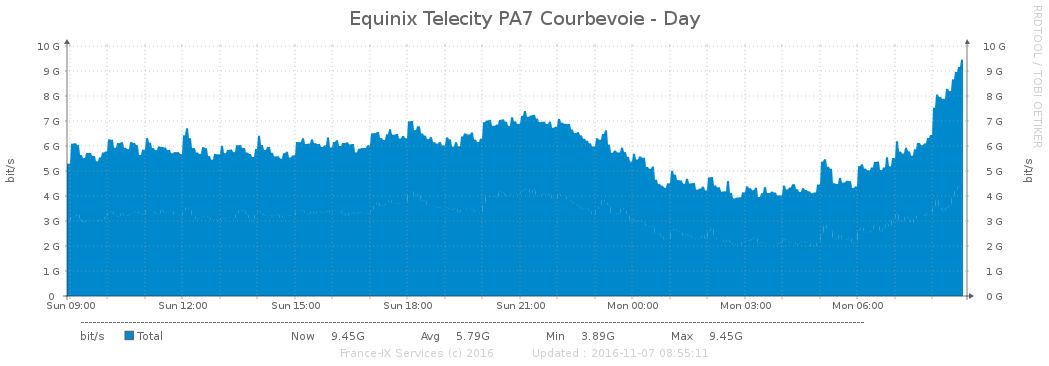 Equinix Telecity PA7 Courbevoie - Day
RRDTOOL / TOBI OETIKER
bit/s
10 G
9 G
8 G
7 G
6 G
5 G
4 G
3 G
2 G
1 G
0
10 G
9 G
8 G
7 G
6 G
5 G
4 G
3 G
2 G
1 G
0 G
bit/s
Sun 09:00 Sun 12:00 Sun 15:00 Sun 18:00 Sun 21:00 Mon 00:00 Mon 03:00 Mon 06:00
bit/s Total Now 9.45G Avg 5.79G Min 3.89G Max 9.45G
France-IX Services (c) 2016 Updated : 2016-11-07 08:55:11